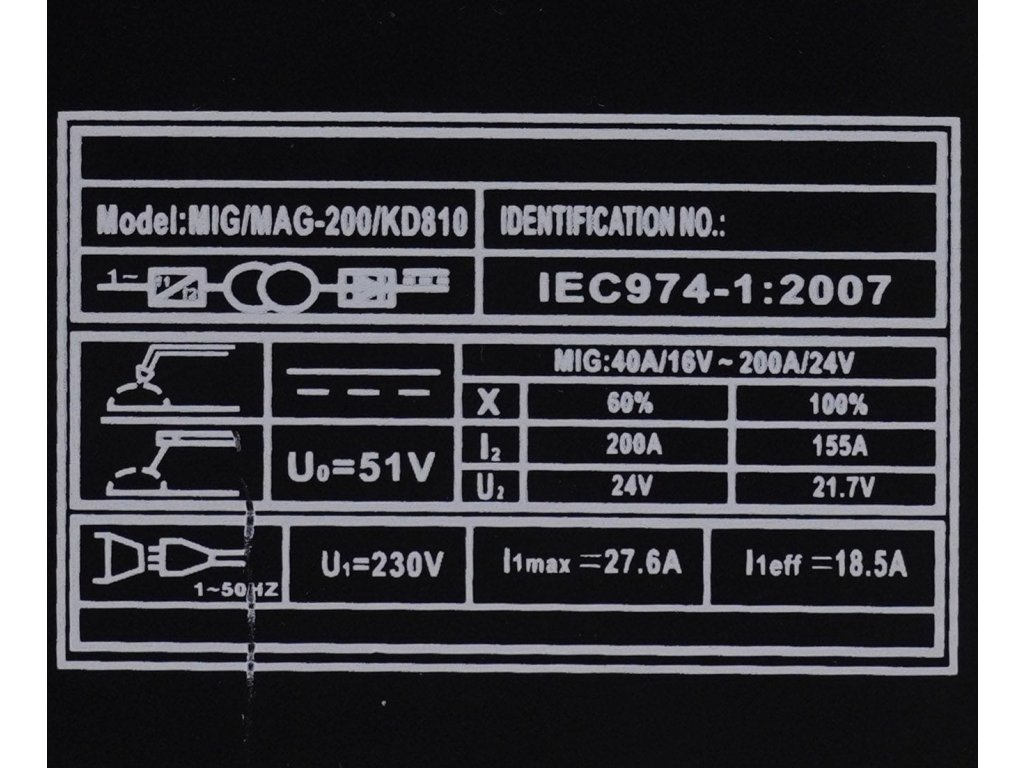 Model:MIG/MAG-200/KD810
IDENTIFICATION NO.:
1~
IEC974-1:2007
MIG:40A/16V ~ 200A/24V
X 60% 100%
I₂ 200A 155A
U₀=51V
U₂ 24V 21.7V
1~50HZ
U₁=230V
I1max =27.6A
I1eff =18.5A